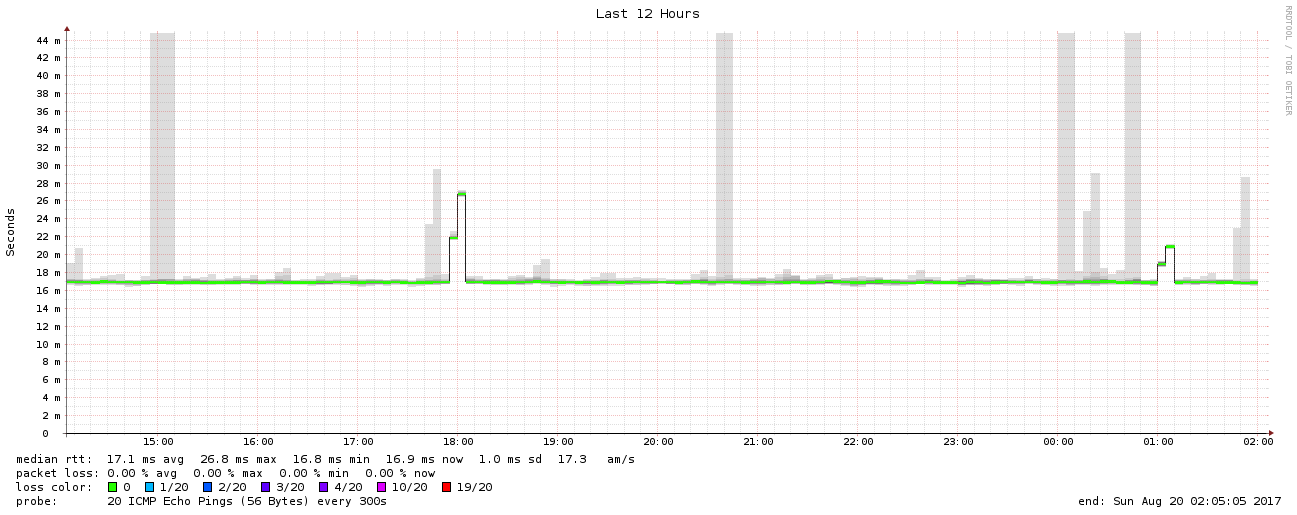 Last 12 Hours
RRDTOOL / TOBI OETIKER
Seconds
44 m
42 m
40 m
38 m
36 m
34 m
32 m
30 m
28 m
26 m
24 m
22 m
20 m
18 m
16 m
14 m
12 m
10 m
8 m
6 m
4 m
2 m
0
15:00 16:00 17:00 18:00 19:00 20:00 21:00 22:00 23:00 00:00 01:00 02:00
median rtt: 17.1 ms avg 26.8 ms max 16.8 ms min 16.9 ms now 1.0 ms sd 17.3 am/s
packet loss: 0.00 % avg 0.00 % max 0.00 % min 0.00 % now
loss color: 0 1/20 2/20 3/20 4/20 10/20 19/20
probe: 20 ICMP Echo Pings (56 Bytes) every 300s end: Sun Aug 20 02:05:05 2017